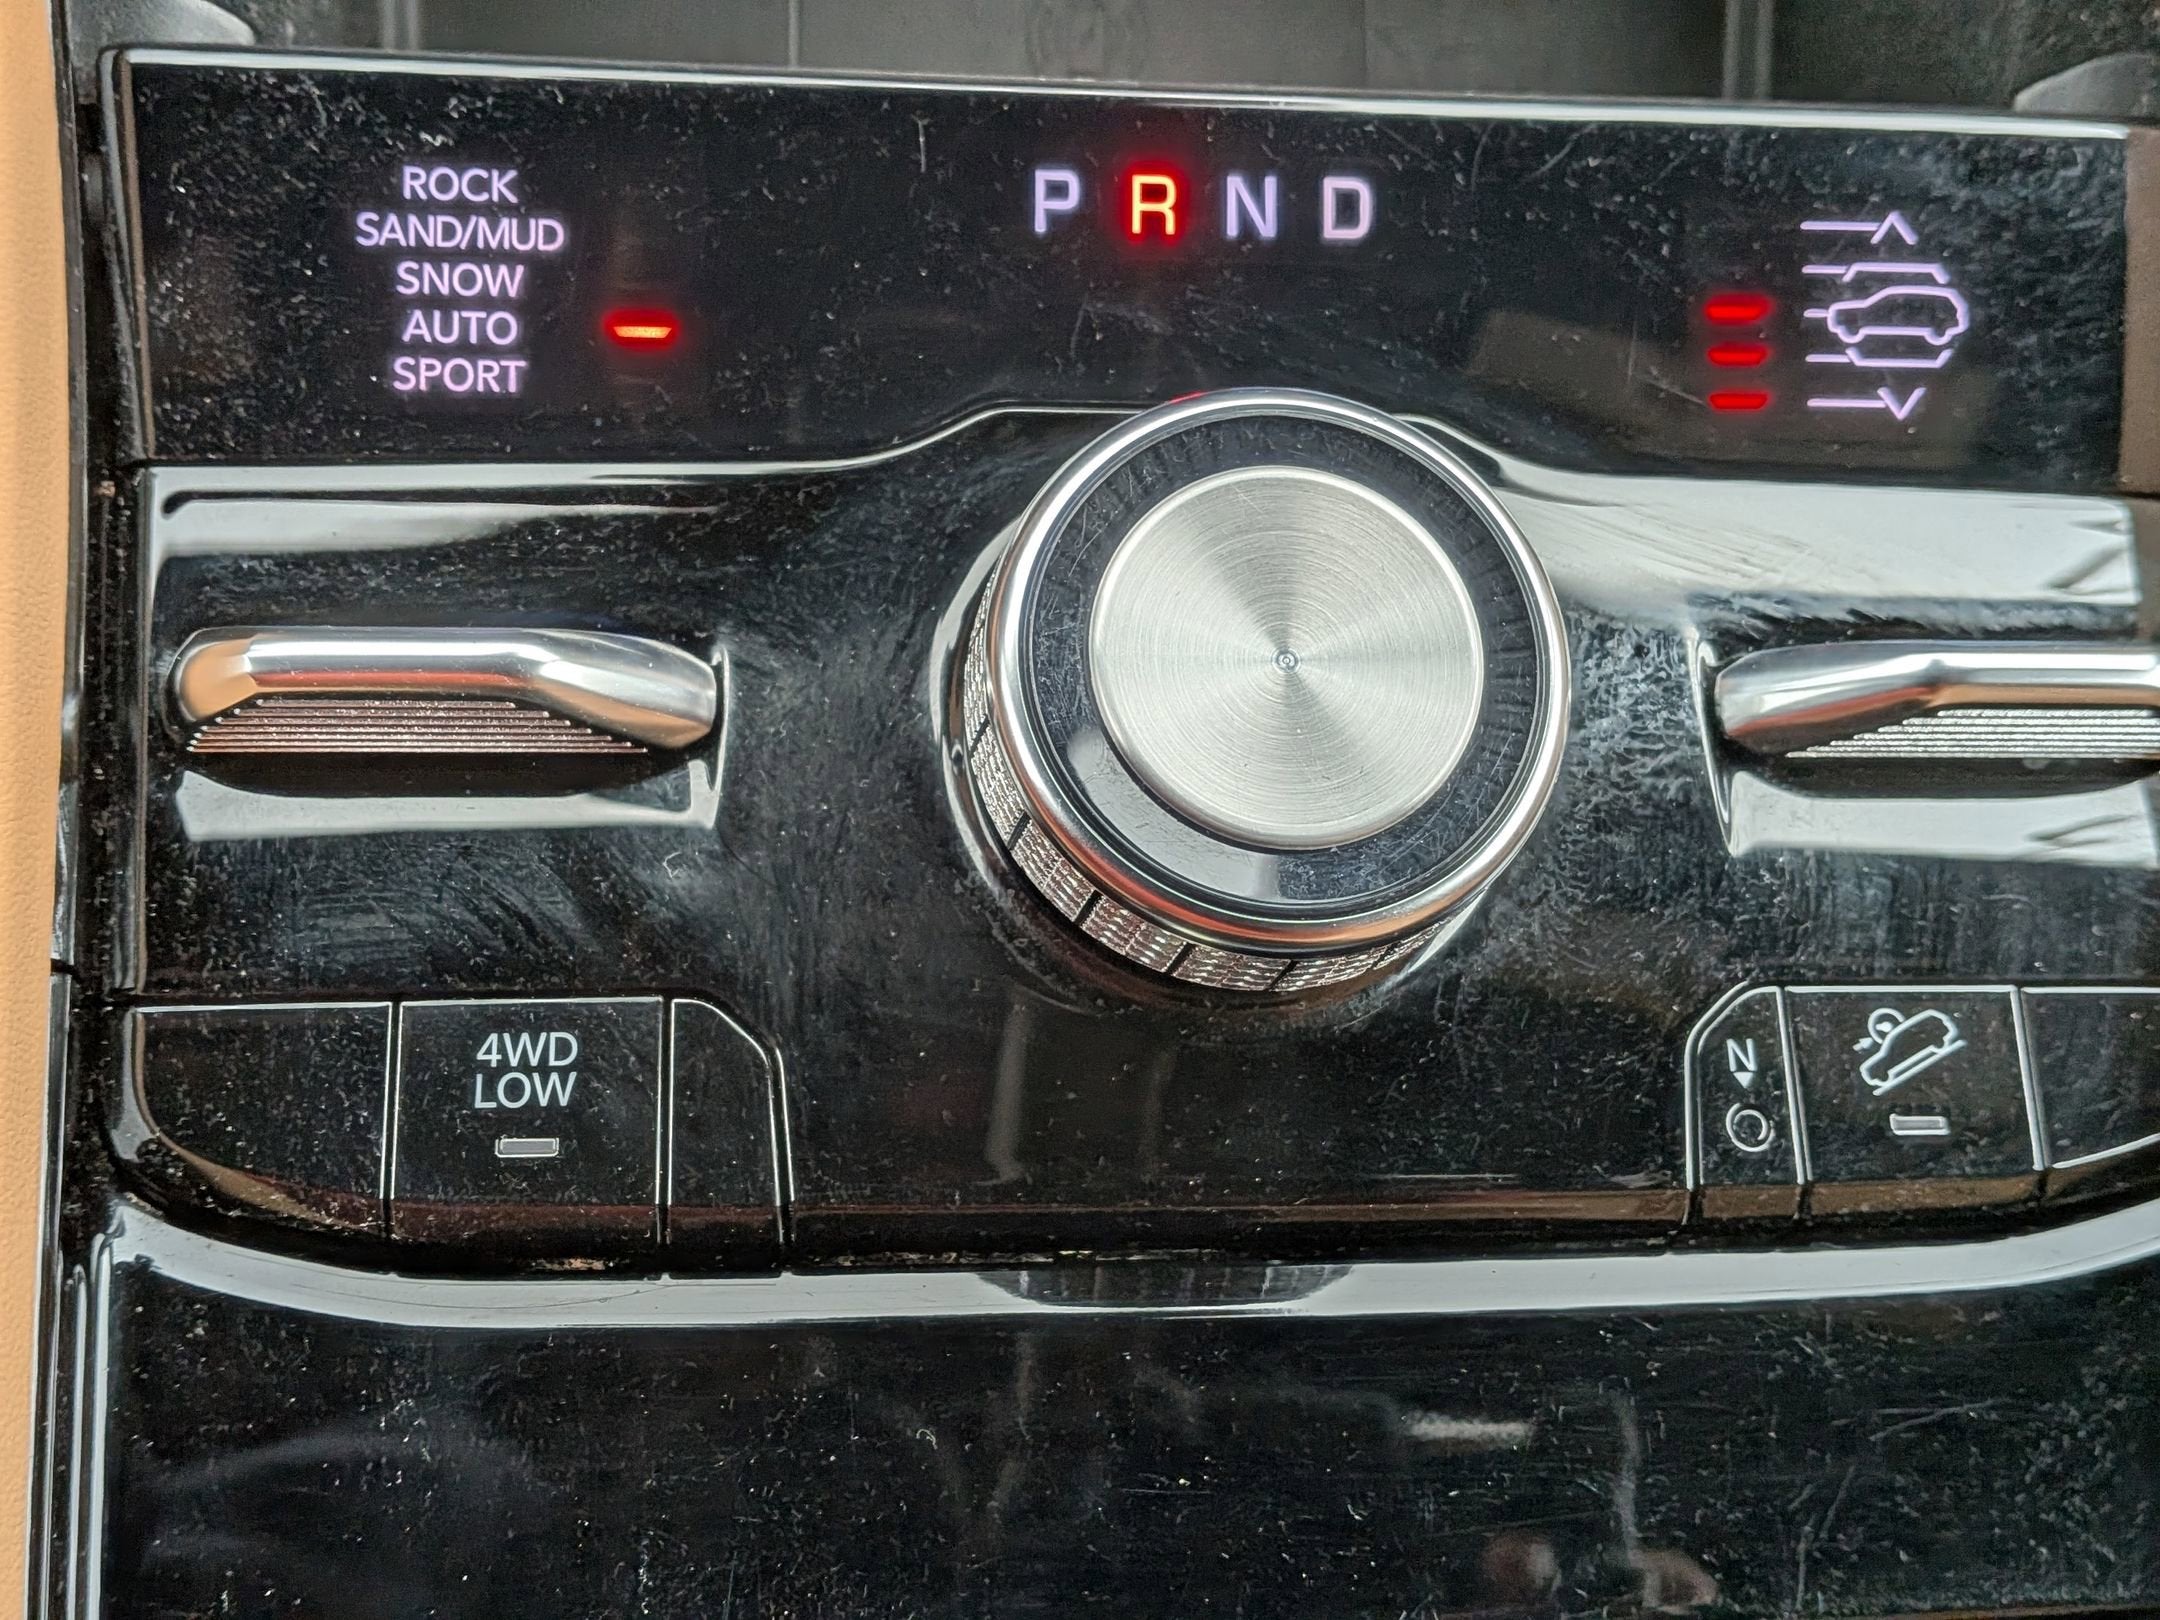 ROCK
SAND/MUD
SNOW
AUTO
SPORT
P R N D
4WD
LOW
N